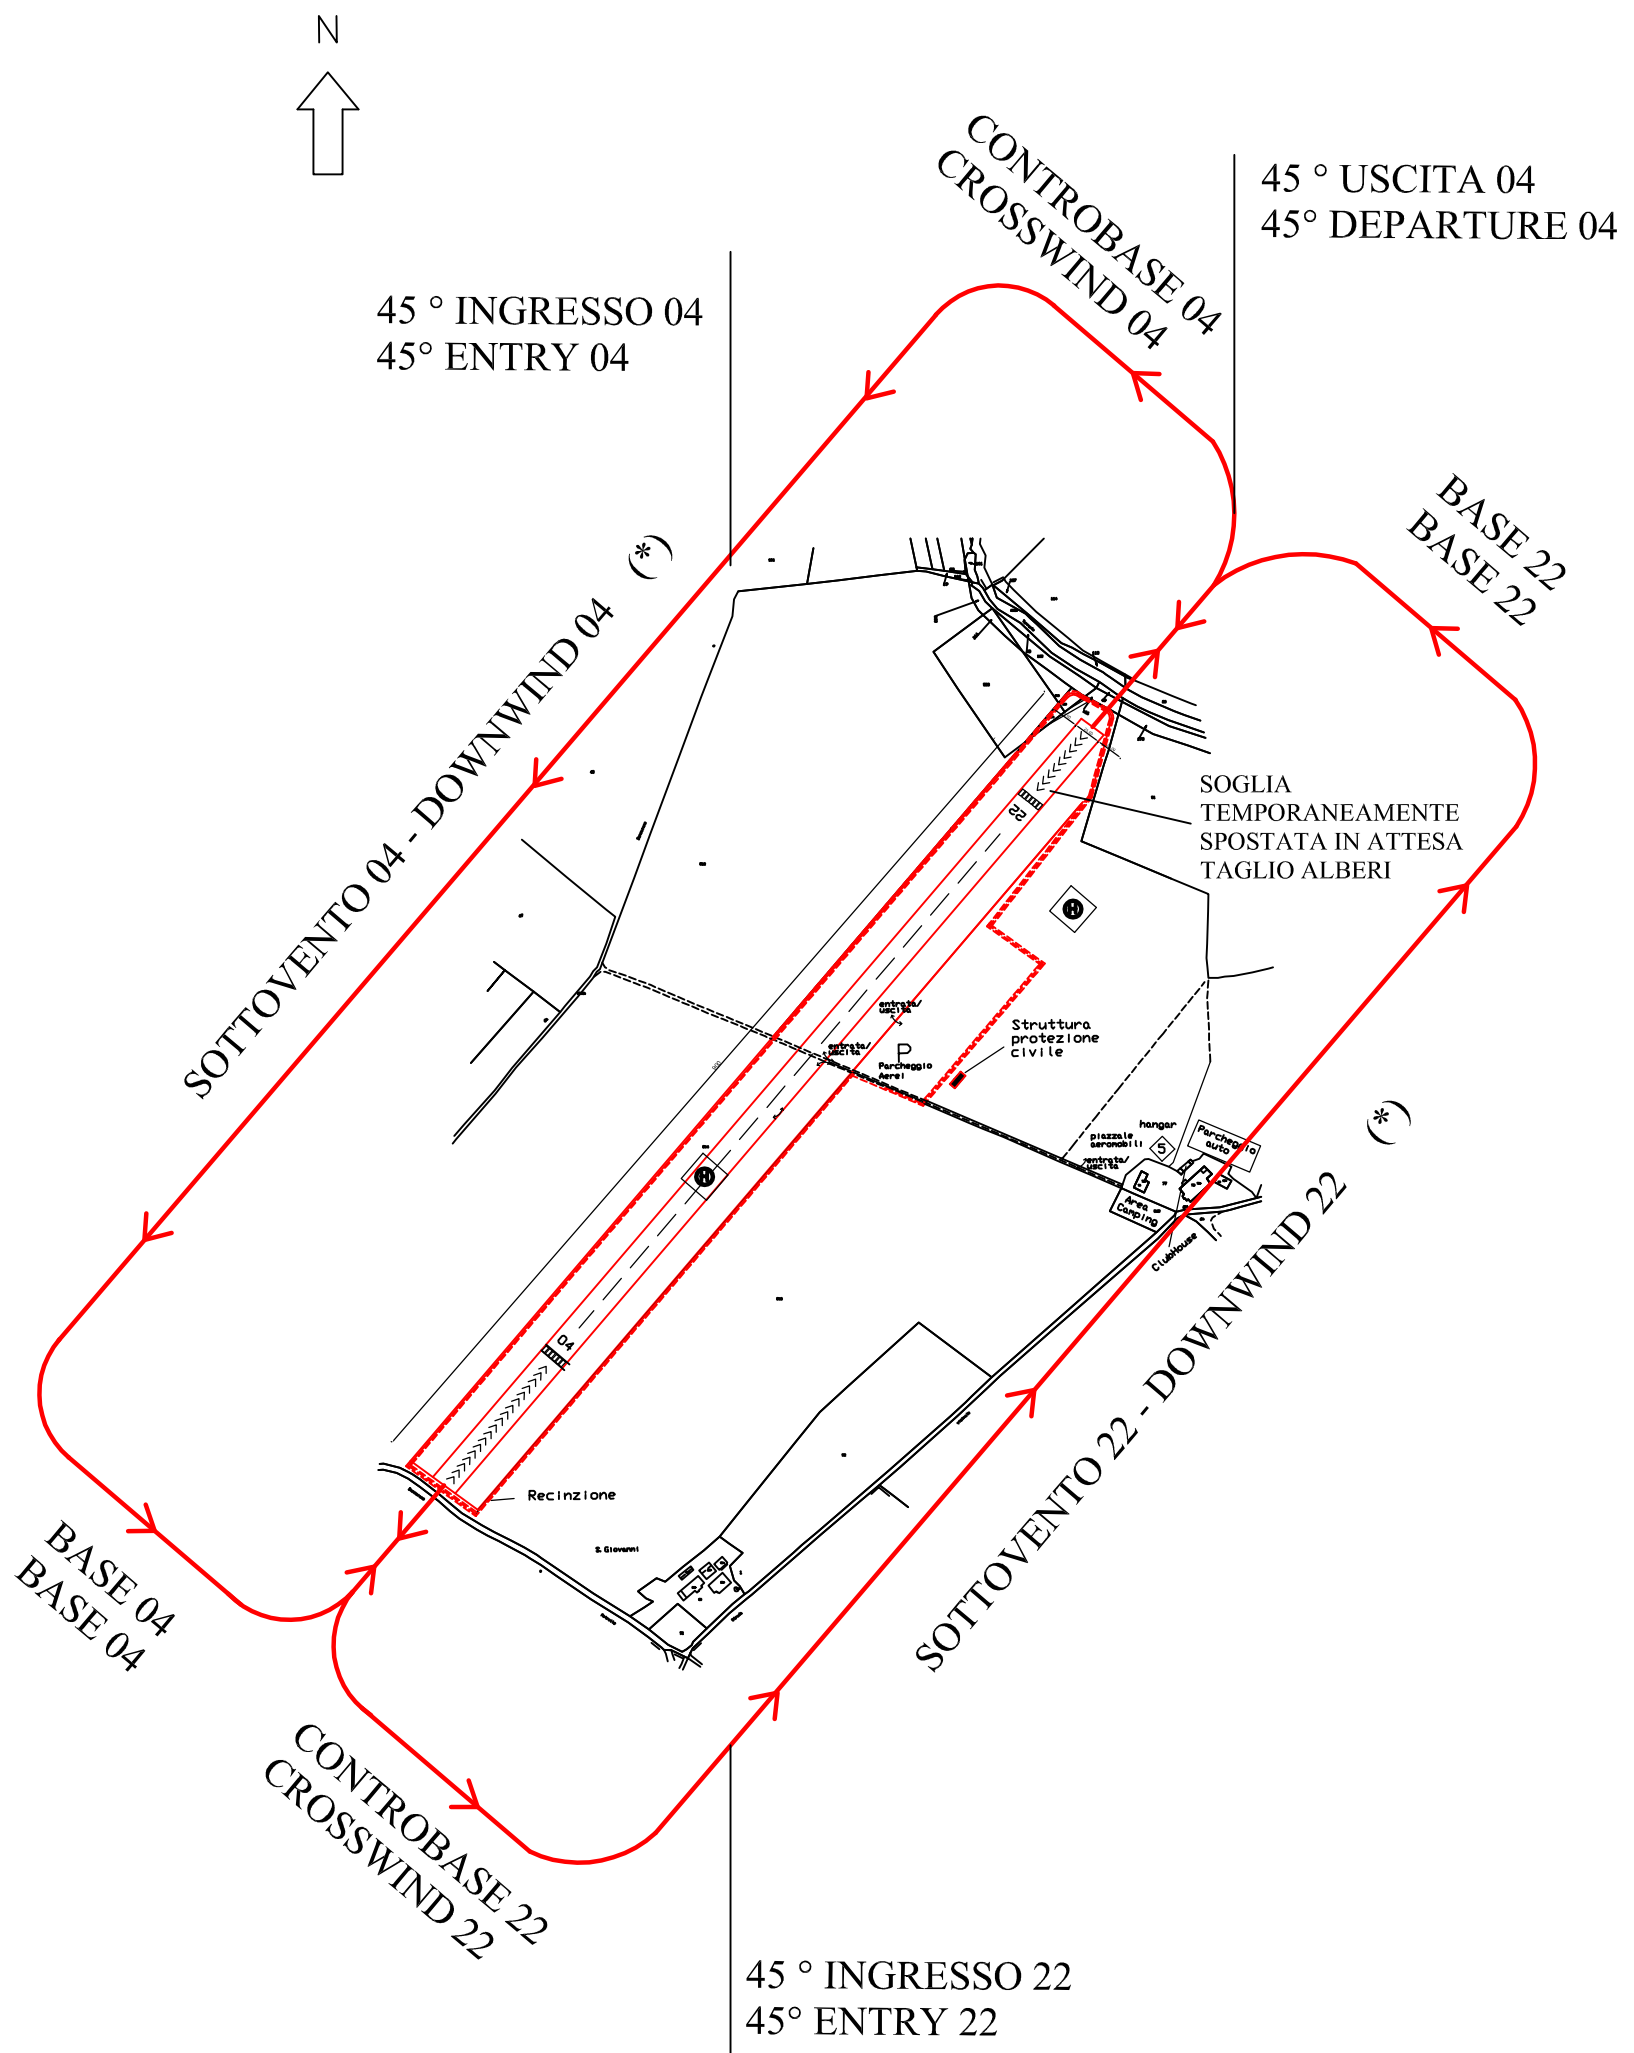 N
CONTROBASE 04
CROSSWIND 04
45 ° USCITA 04
45° DEPARTURE 04
45 ° INGRESSO 04
45° ENTRY 04
BASE 22
BASE 22
(*)
SOTTOVENTO 04 - DOWNWIND 04
SOGLIA
TEMPORANEAMENTE
SPOSTATA IN ATTESA
TAGLIO ALBERI
22
H
entrata/
uscita
Struttura
protezione
civile
entrata/
uscita
P
Parcheggio
Aerei
(*)
hangar
piazzale
aeromobili
5
Parcheggio
auto
entrata/
uscita
H
Area
Camping
ClubHouse
SOTTOVENTO 22 - DOWNWIND 22
04
Recinzione
S. Giovanni
BASE 04
BASE 04
CONTROBASE 22
CROSSWIND 22
45 ° INGRESSO 22
45° ENTRY 22